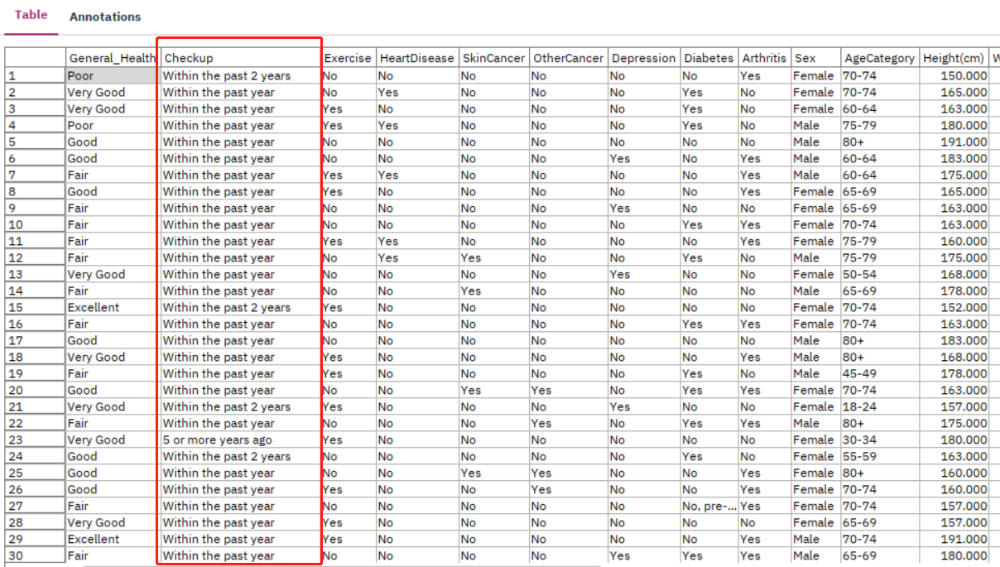 Table Annotations
General_Health Checkup Exercise HeartDisease SkinCancer OtherCancer Depression Diabetes Arthritis Sex AgeCategory Height(cm) W
1 Poor Within the past 2 years No No No No No No Yes Female 70-74 150.000
2 Very Good Within the past year No Yes No No No Yes No Female 70-74 165.000
3 Very Good Within the past year Yes No No No No Yes No Female 60-64 163.000
4 Poor Within the past year Yes Yes No No No Yes No Male 75-79 180.000
5 Good Within the past year No No No No No No No Male 80+ 191.000
6 Good Within the past year No No No No Yes No Yes Male 60-64 183.000
7 Fair Within the past year Yes Yes No No No No Yes Male 60-64 175.000
8 Good Within the past year Yes No No No No No Yes Female 65-69 165.000
9 Fair Within the past year No No No No Yes No No Female 65-69 163.000
10 Fair Within the past year No No No No No Yes Yes Female 70-74 163.000
11 Fair Within the past year Yes Yes No No No No Yes Female 75-79 160.000
12 Fair Within the past year No Yes Yes No No Yes No Male 75-79 175.000
13 Very Good Within the past year No No No No Yes No No Female 50-54 168.000
14 Fair Within the past year No No Yes No No No No Male 65-69 178.000
15 Excellent Within the past 2 years Yes No No No No No No Female 70-74 152.000
16 Fair Within the past year No No No No No Yes Yes Female 70-74 163.000
17 Good Within the past year No No No No No No No Male 80+ 183.000
18 Very Good Within the past year Yes No No No No No Yes Male 80+ 168.000
19 Fair Within the past year Yes No No No No Yes No Male 45-49 178.000
20 Good Within the past year No No Yes Yes No Yes Yes Female 70-74 163.000
21 Very Good Within the past 2 years Yes No No No Yes No No Female 18-24 157.000
22 Fair Within the past year No No No Yes No Yes Yes Male 80+ 175.000
23 Very Good 5 or more years ago Yes No No No No No No Female 30-34 180.000
24 Good Within the past 2 years No No No No No Yes No Female 55-59 163.000
25 Good Within the past year No No Yes Yes No No Yes Female 80+ 160.000
26 Good Within the past year Yes No No Yes No No Yes Female 70-74 160.000
27 Fair Within the past year No No No No No No, pre-... Yes Female 70-74 157.000
28 Very Good Within the past year Yes No No No No No No Female 65-69 157.000
29 Excellent Within the past year Yes No No No No No Yes Male 70-74 191.000
30 Fair Within the past year No No No No Yes Yes Yes Male 65-69 180.000